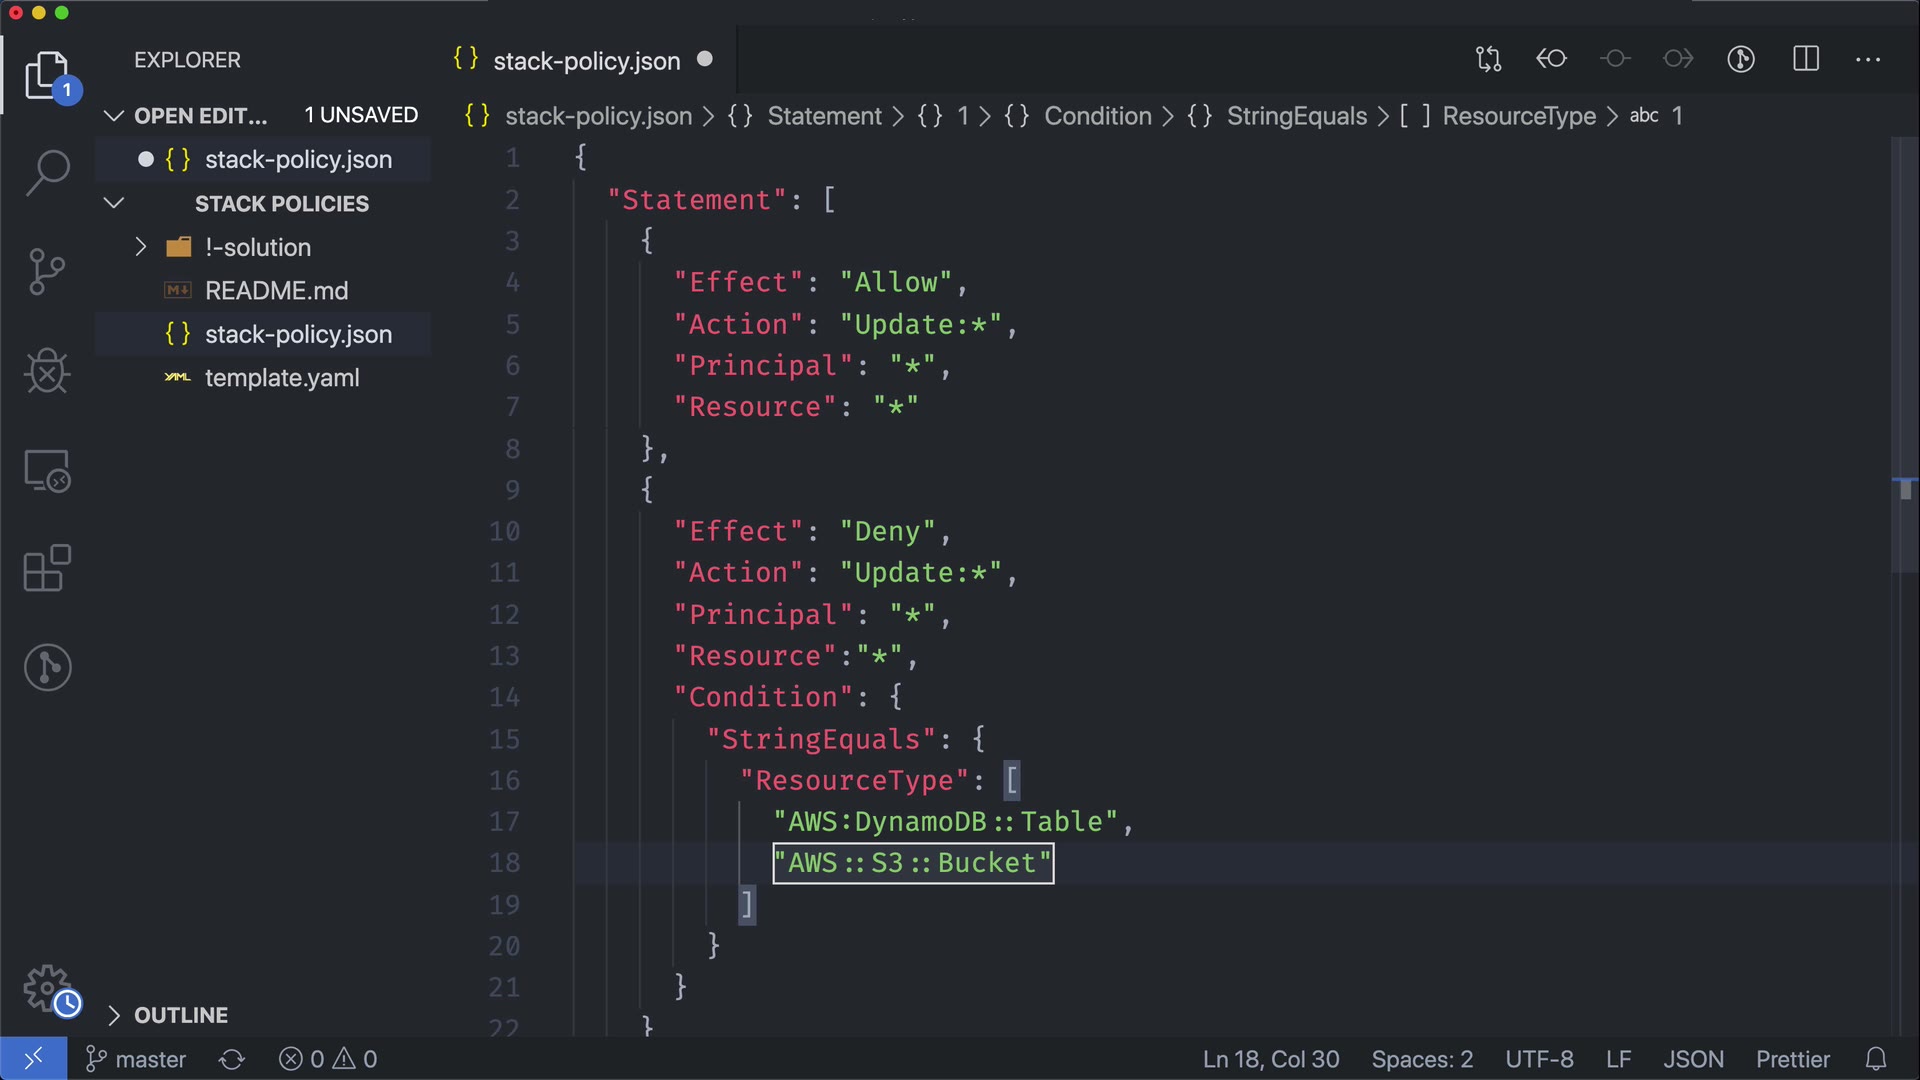 EXPLORER
stack-policy.json
1
OPEN EDIT... 1 UNSAVED
stack-policy.json > {} Statement > {} 1 > {} Condition > {} StringEquals > [ ] ResourceType > abc 1
stack-policy.json
STACK POLICIES
!-solution
README.md
stack-policy.json
YAML template.yaml
1 {
2 "Statement": [
3 {
4 "Effect": "Allow",
5 "Action": "Update:*",
6 "Principal": "*",
7 "Resource": "*"
8 },
9 {
10 "Effect": "Deny",
11 "Action": "Update:*",
12 "Principal": "*",
13 "Resource":"*",
14 "Condition": {
15 "StringEquals": {
16 "ResourceType": [
17 "AWS:DynamoDB::Table",
18 "AWS::S3::Bucket"
19 ]
20 }
21 }
22 }
OUTLINE
master 0 0 Ln 18, Col 30 Spaces: 2 UTF-8 LF JSON Prettier